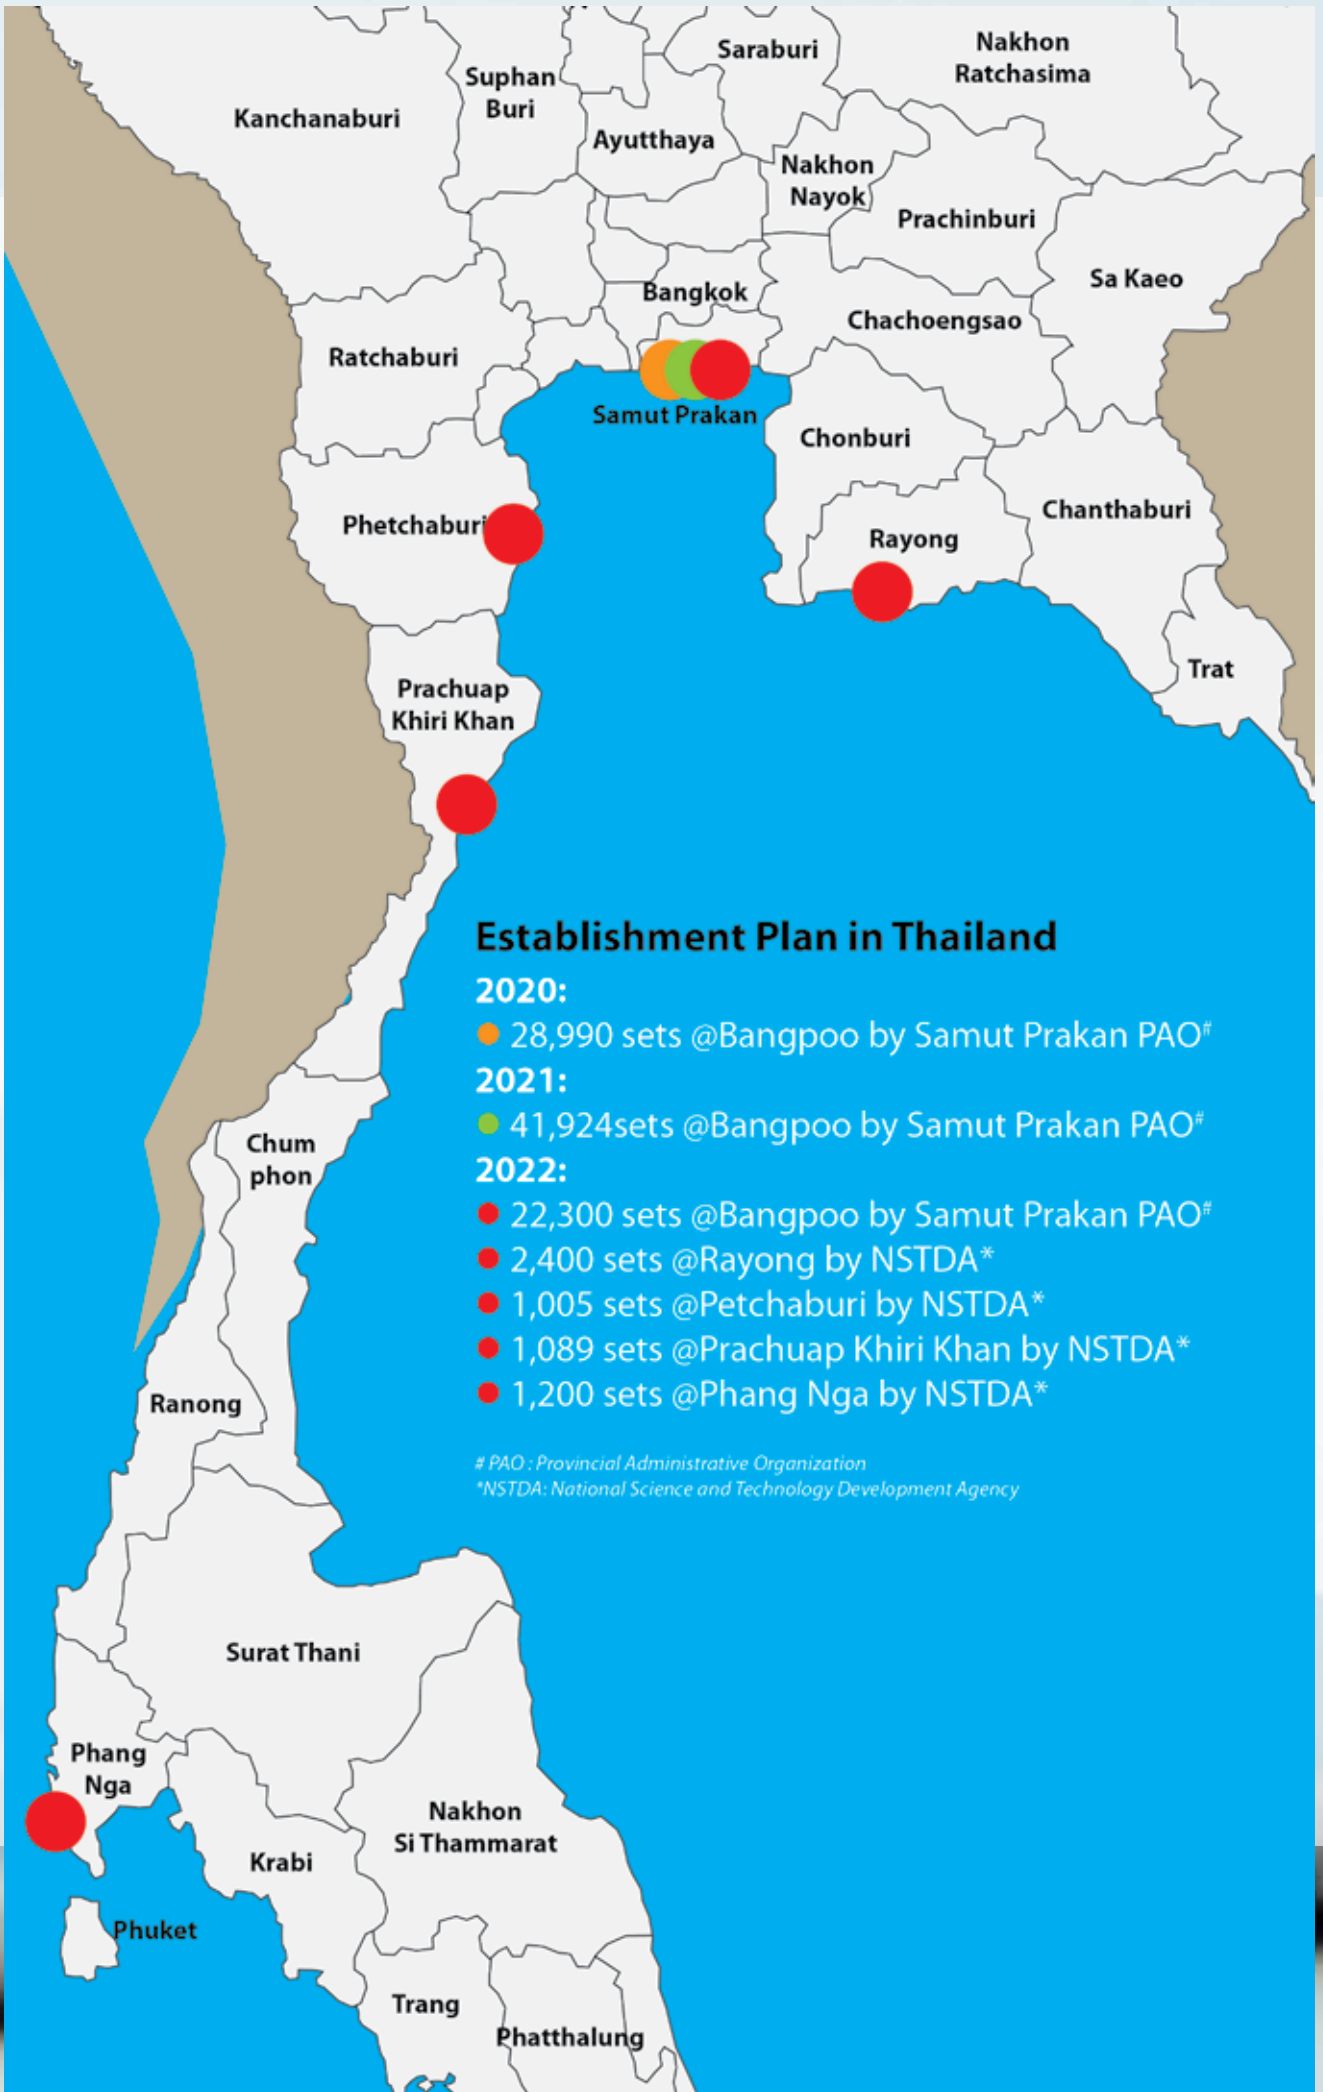 Saraburi
Nakhon
Ratchasima
Suphan
Buri
Kanchanaburi
Ayutthaya
Nakhon
Nayok
Prachinburi
Sa Kaeo
Bangkok
Chachoengsao
Ratchaburi
Samut Prakan
Chonburi
Chanthaburi
Phetchaburi
Rayong
Trat
Prachuap
Khiri Khan
Establishment Plan in Thailand
2020:
28,990 sets @Bangpoo by Samut Prakan PAO#
2021:
41,924sets @Bangpoo by Samut Prakan PAO#
2022:
22,300 sets @Bangpoo by Samut Prakan PAO#
2,400 sets @Rayong by NSTDA*
1,005 sets @Petchaburi by NSTDA*
1,089 sets @Prachuap Khiri Khan by NSTDA*
1,200 sets @Phang Nga by NSTDA*
# PAO : Provincial Administrative Organization
*NSTDA: National Science and Technology Development Agency
Chum
phon
Ranong
Surat Thani
Phang
Nga
Nakhon
Si Thammarat
Krabi
Phuket
Trang
Phatthalung